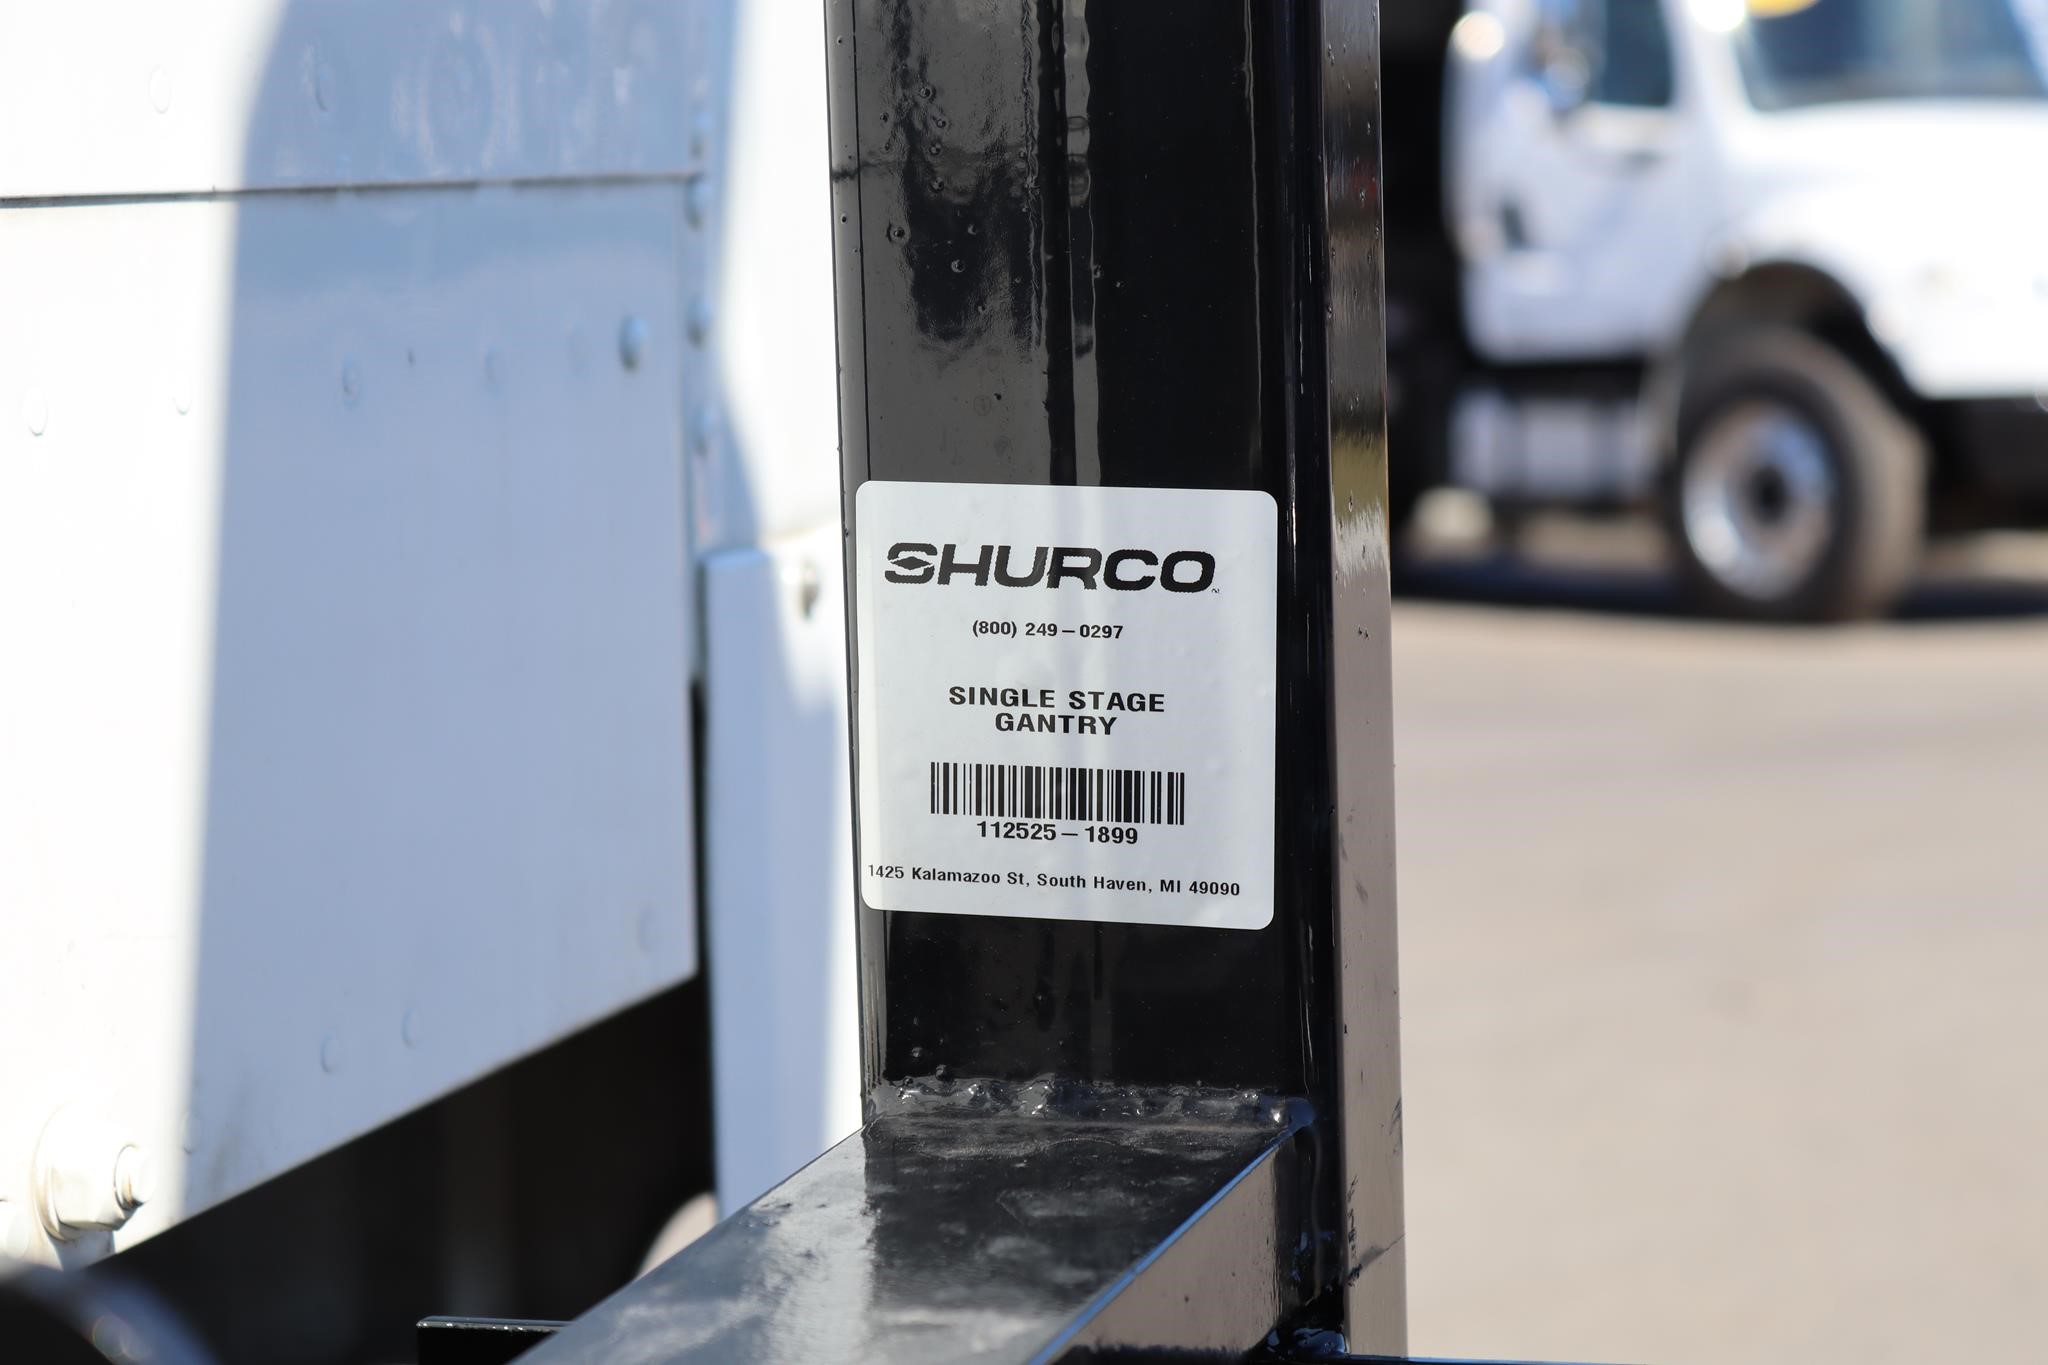 SHURCO
(800) 249-0297
SINGLE STAGE
GANTRY
112525-1899
1425 Kalamazoo St, South Haven, MI 49090